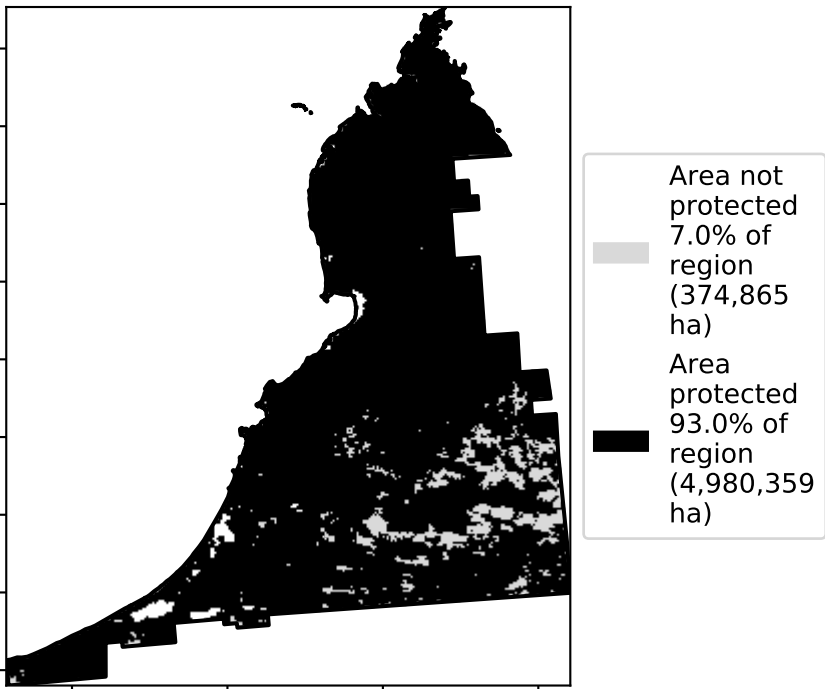 Area not
protected
7.0% of
region
(374,865
ha)
Area
protected
93.0% of
region
(4,980,359
ha)